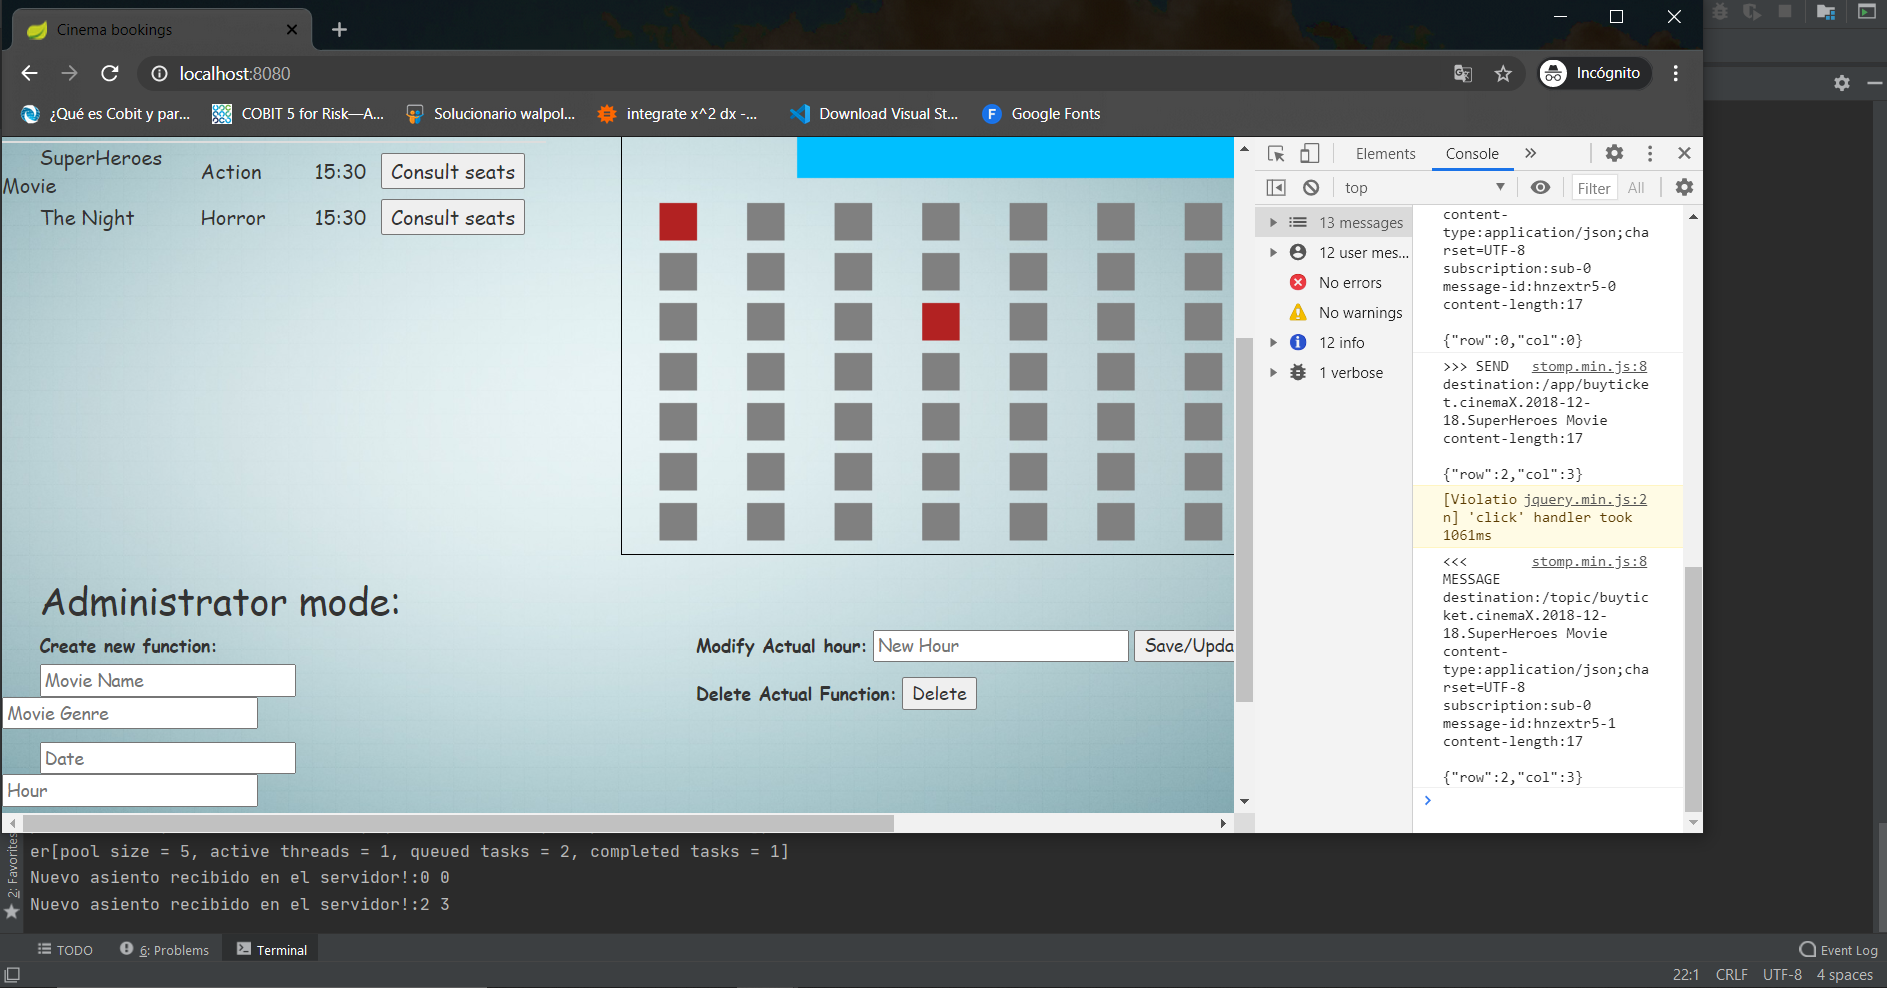 Cinema bookings
localhost:8080
Incógnito
¿Qué es Cobit y par...
COBIT 5 for Risk—A...
Solucionario walpol...
integrate x^2 dx -...
Download Visual St...
Google Fonts
SuperHeroes
Movie
Action
15:30
Consult seats
The Night
Horror
15:30
Consult seats
Administrator mode:
Create new function:
Movie Name
Movie Genre
Date
Hour
Modify Actual hour:
New Hour
Save/Upda
Delete Actual Function:
Delete
Elements
Console
top
Filter
All
13 messages
12 user mes...
No errors
No warnings
12 info
1 verbose
content-
type:application/json;cha
rset=UTF-8
subscription:sub-0
message-id:hnzextr5-0
content-length:17
{"row":0,"col":0}
>>> SEND stomp.min.js:8
destination:/app/buyticke
t.cinemaX.2018-12-
18.SuperHeroes Movie
content-length:17
{"row":2,"col":3}
[Violatio jquery.min.js:2
n] 'click' handler took
1061ms
<<< stomp.min.js:8
MESSAGE
destination:/topic/buytic
ket.cinemaX.2018-12-
18.SuperHeroes Movie
content-
type:application/json;cha
rset=UTF-8
subscription:sub-0
message-id:hnzextr5-1
content-length:17
{"row":2,"col":3}
er[pool size = 5, active threads = 1, queued tasks = 2, completed tasks = 1]
Nuevo asiento recibido en el servidor!:0 0
Nuevo asiento recibido en el servidor!:2 3
2: Favorites
TODO
6: Problems
Terminal
Event Log
22:1
CRLF
UTF-8
4 spaces